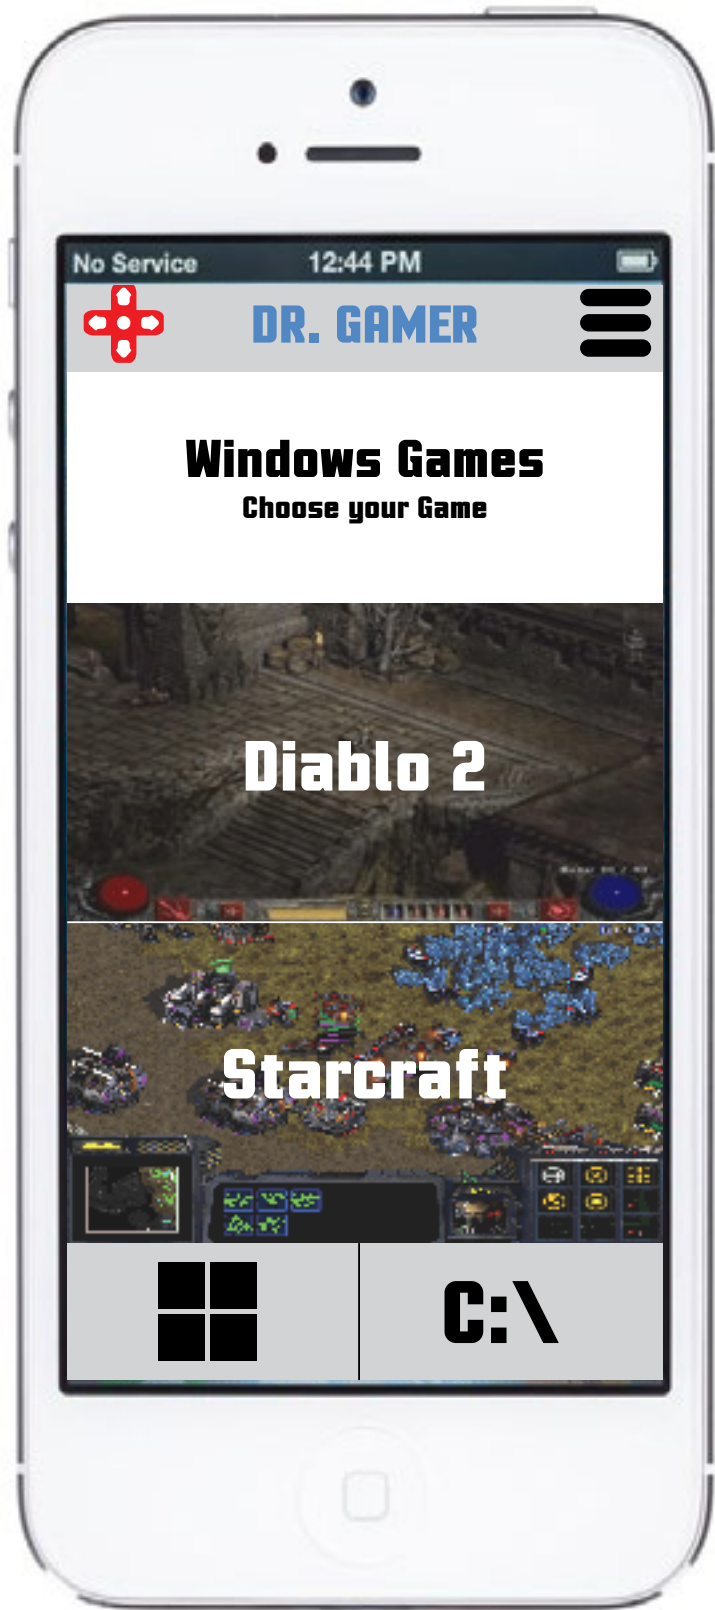 No Service 12:44 PM
DR. GAMER
Windows Games
Choose your Game
Diablo 2
Starcraft
C:\